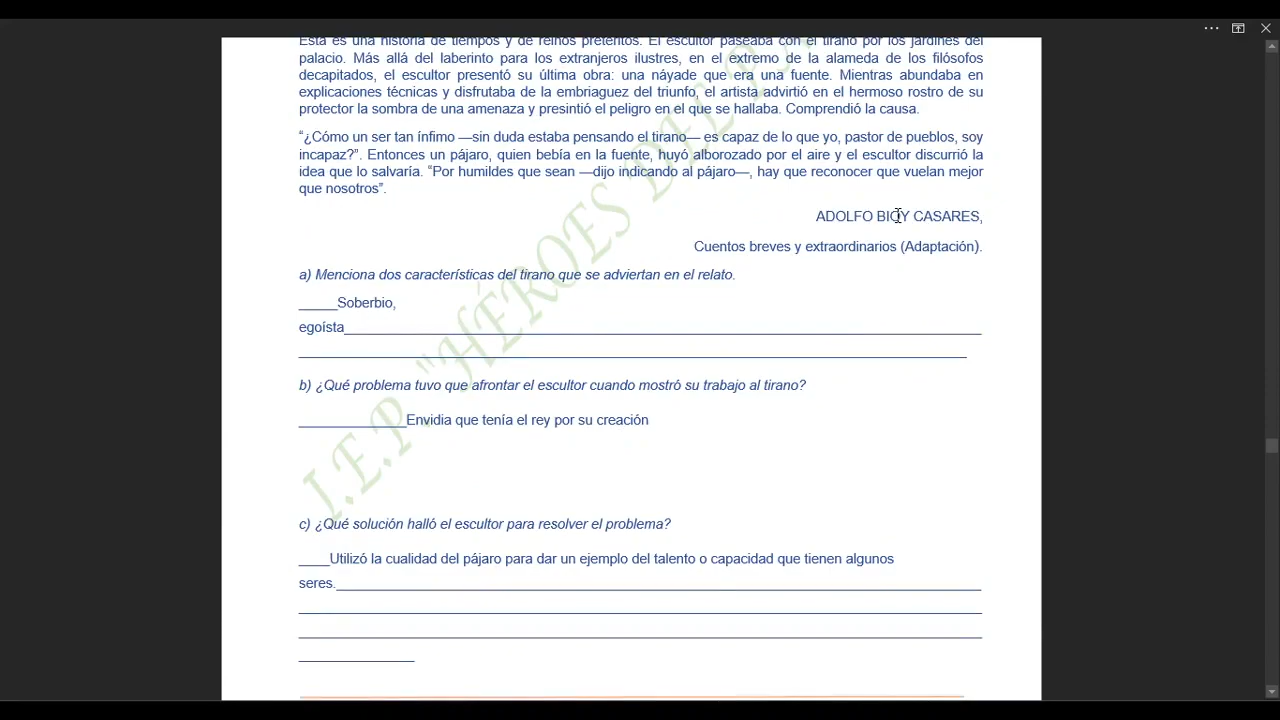 Esta es una historia de tiempos y de reinos pretéritos. El escultor paseaba con el tirano por los jardines del
palacio. Más allá del laberinto para los extranjeros ilustres, en el extremo de la alameda de los filósofos
decapitados, el escultor presentó su última obra: una náyade que era una fuente. Mientras abundaba en
explicaciones técnicas y disfrutaba de la embriaguez del triunfo, el artista advirtió en el hermoso rostro de su
protector la sombra de una amenaza y presintió el peligro en el que se hallaba. Comprendió la causa.
“¿Cómo un ser tan ínfimo —sin duda estaba pensando el tirano— es capaz de lo que yo, pastor de pueblos, soy
incapaz?”. Entonces un pájaro, quien bebía en la fuente, huyó alborozado por el aire y el escultor discurrió la
idea que lo salvaría. “Por humildes que sean —dijo indicando al pájaro—, hay que reconocer que vuelan mejor
que nosotros”.
ADOLFO BIOY CASARES,
Cuentos breves y extraordinarios (Adaptación).
a) Menciona dos características del tirano que se adviertan en el relato.
_____Soberbio,
egoísta
b) ¿Qué problema tuvo que afrontar el escultor cuando mostró su trabajo al tirano?
______________Envidia que tenía el rey por su creación
c) ¿Qué solución halló el escultor para resolver el problema?
____Utilizó la cualidad del pájaro para dar un ejemplo del talento o capacidad que tienen algunos
seres.
I.E.P "HÉROES DEL